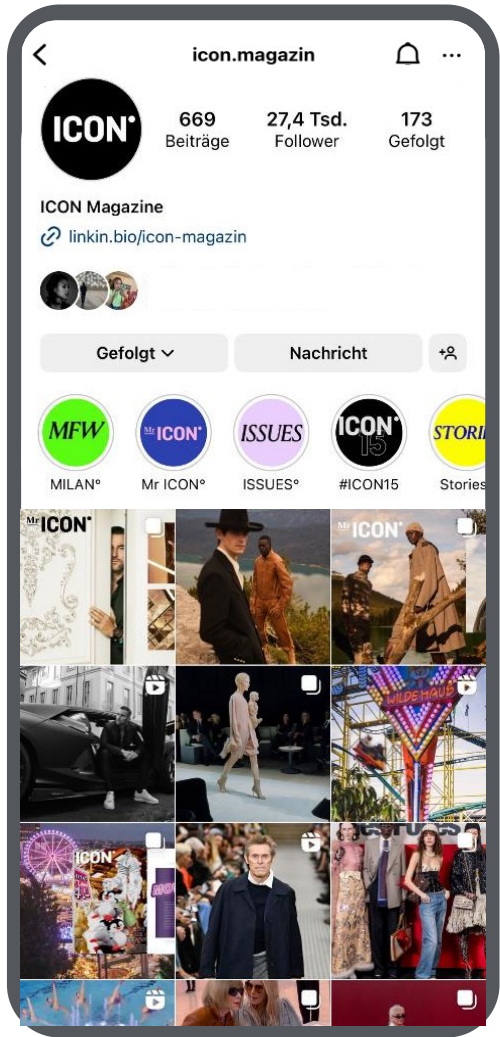 icon.magazin
ICON°
669
Beiträge
27,4 Tsd.
Follower
173
Gefolgt
ICON Magazine
linkin.bio/icon-magazin
Gefolgt
Nachricht
MFW
Mr ICON°
ISSUES
ICON°
15
STORI
MILAN°
Mr ICON°
ISSUES°
#ICON15
Stories
Mr ICON°
Mr ICON°
WILDE MAUS
ICON